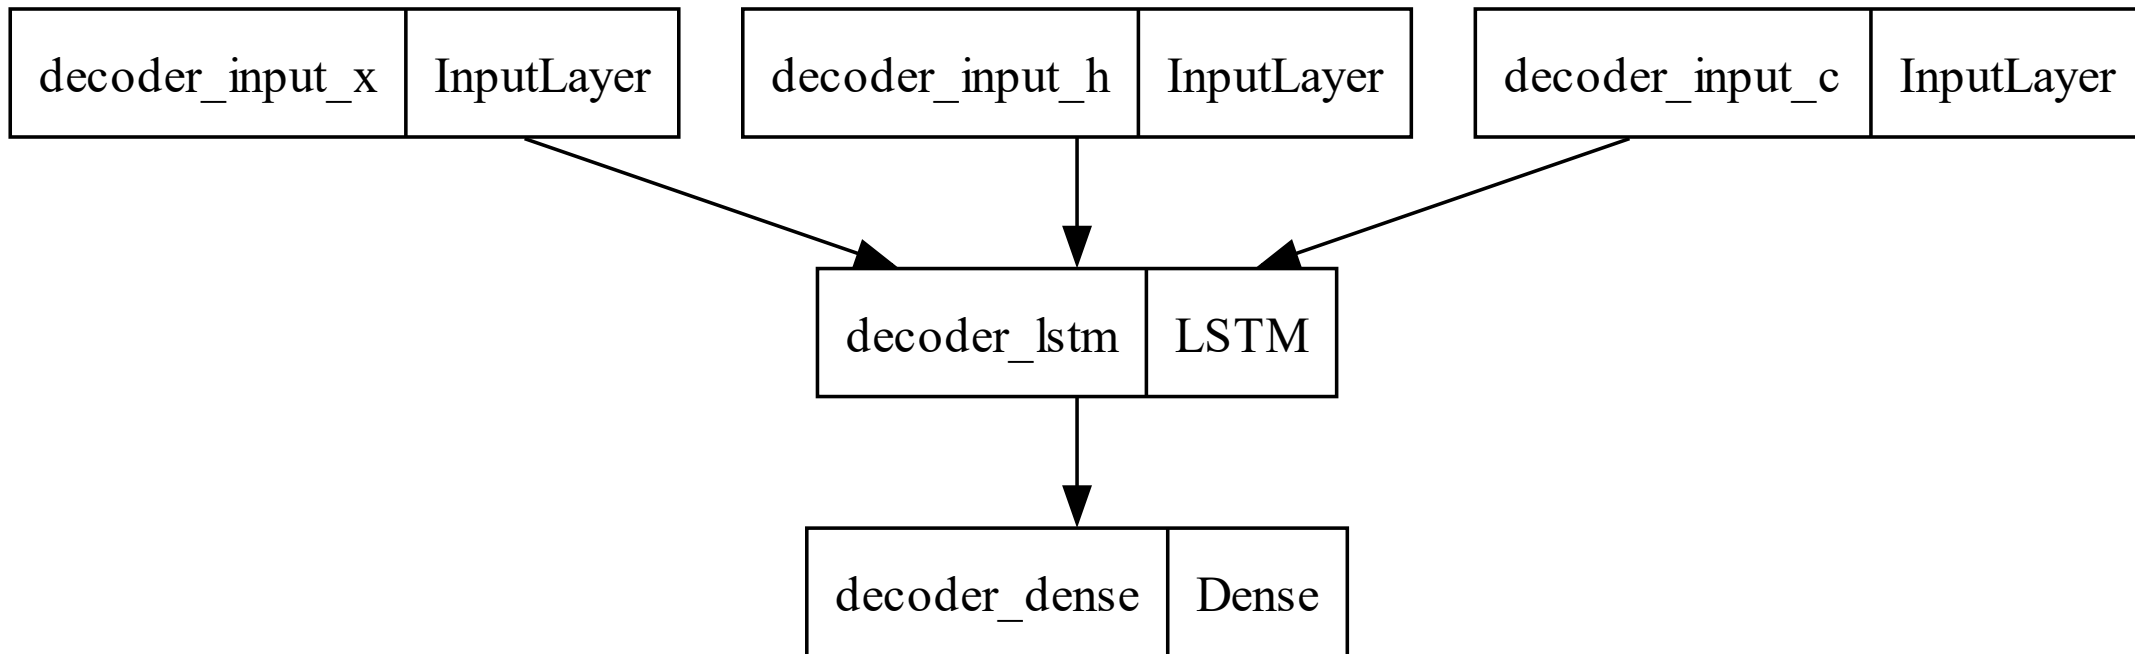 decoder_input_x InputLayer
decoder_input_h InputLayer
decoder_input_c InputLayer
decoder_lstm LSTM
decoder_dense Dense